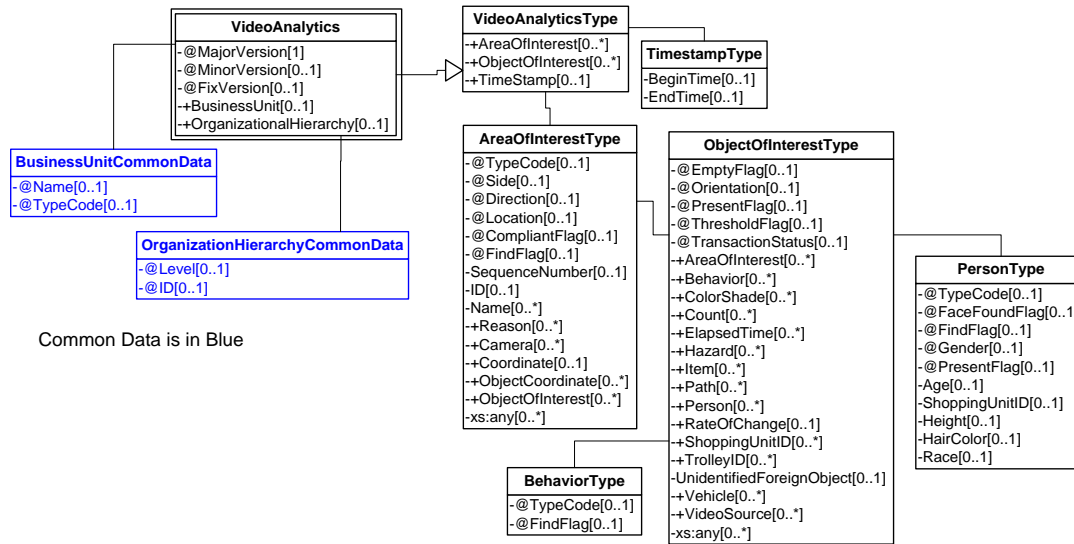 VideoAnalytics
-@MajorVersion[1]
-@MinorVersion[0..1]
-@FixVersion[0..1]
-+BusinessUnit[0..1]
-+OrganizationalHierarchy[0..1]
VideoAnalyticsType
-+AreaOfInterest[0..*]
-+ObjectOfInterest[0..*]
-+TimeStamp[0..1]
TimestampType
-BeginTime[0..1]
-EndTime[0..1]
BusinessUnitCommonData
-@Name[0..1]
-@TypeCode[0..1]
OrganizationHierarchyCommonData
-@Level[0..1]
-@ID[0..1]
Common Data is in Blue
AreaOfInterestType
-@TypeCode[0..1]
-@Side[0..1]
-@Direction[0..1]
-@Location[0..1]
-@CompliantFlag[0..1]
-@FindFlag[0..1]
-SequenceNumber[0..1]
-ID[0..1]
-Name[0..*]
-+Reason[0..*]
-+Camera[0..*]
-+Coordinate[0..1]
-+ObjectCoordinate[0..*]
-+ObjectOfInterest[0..*]
-xs:any[0..*]
ObjectOfInterestType
-@EmptyFlag[0..1]
-@Orientation[0..1]
-@PresentFlag[0..1]
-@ThresholdFlag[0..1]
-@TransactionStatus[0..1]
-+AreaOfInterest[0..*]
-+Behavior[0..*]
-+ColorShade[0..*]
-+Count[0..*]
-+ElapsedTime[0..*]
-+Hazard[0..*]
-+Item[0..*]
-+Path[0..*]
-+Person[0..*]
-+RateOfChange[0..1]
-+ShoppingUnitID[0..*]
-+TrolleyID[0..*]
-UnidentifiedForeignObject[0..1]
-+Vehicle[0..*]
-+VideoSource[0..*]
-xs:any[0..*]
PersonType
-@TypeCode[0..1]
-@FaceFoundFlag[0..1]
-@FindFlag[0..1]
-@Gender[0..1]
-@PresentFlag[0..1]
-Age[0..1]
-ShoppingUnitID[0..1]
-Height[0..1]
-HairColor[0..1]
-Race[0..1]
BehaviorType
-@TypeCode[0..1]
-@FindFlag[0..1]